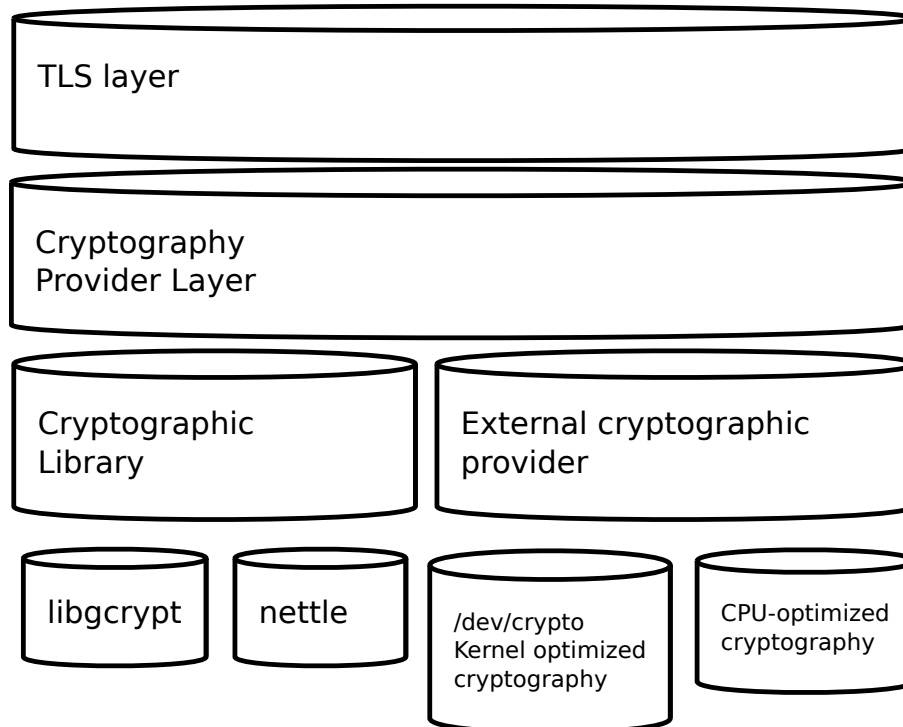 TLS layer
Cryptography
Provider Layer
Cryptographic
Library
External cryptographic
provider
libgcrypt
nettle
/dev/crypto
Kernel optimized
cryptography
CPU-optimized
cryptography